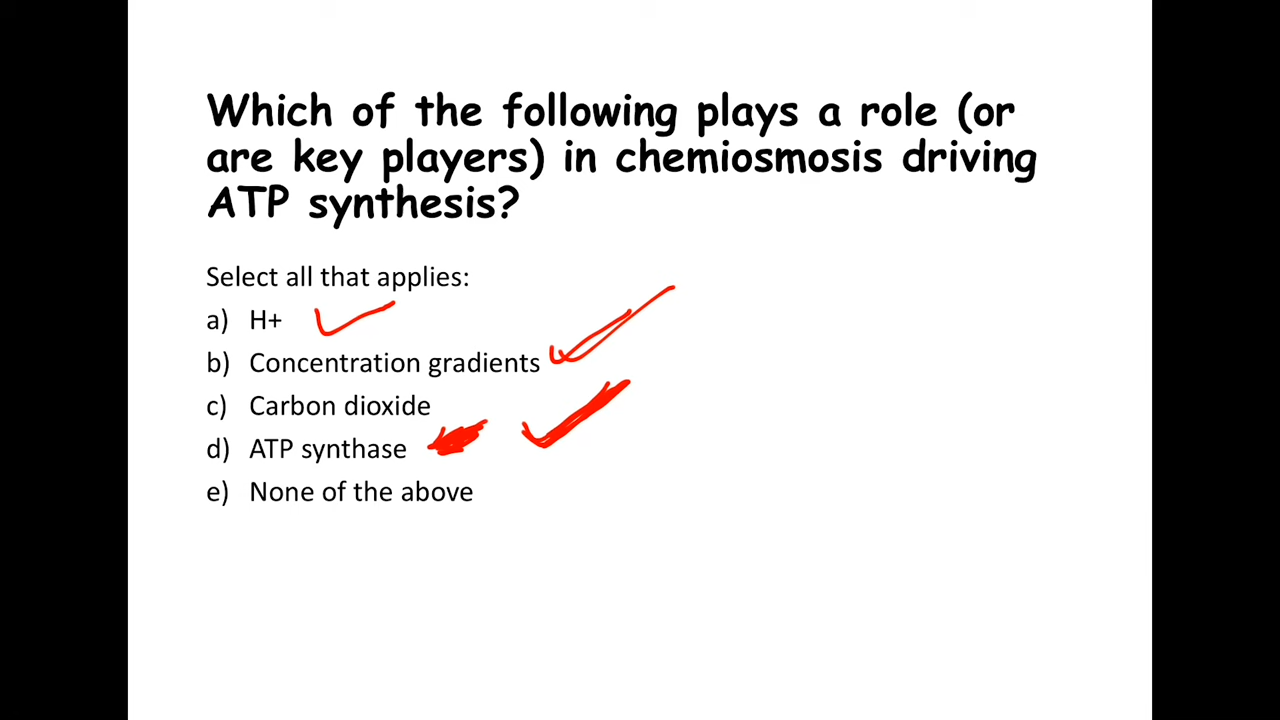 Which of the following plays a role (or
are key players) in chemiosmosis driving
ATP synthesis?
Select all that applies:
a) H+
b) Concentration gradients
c) Carbon dioxide
d) ATP synthase
e) None of the above